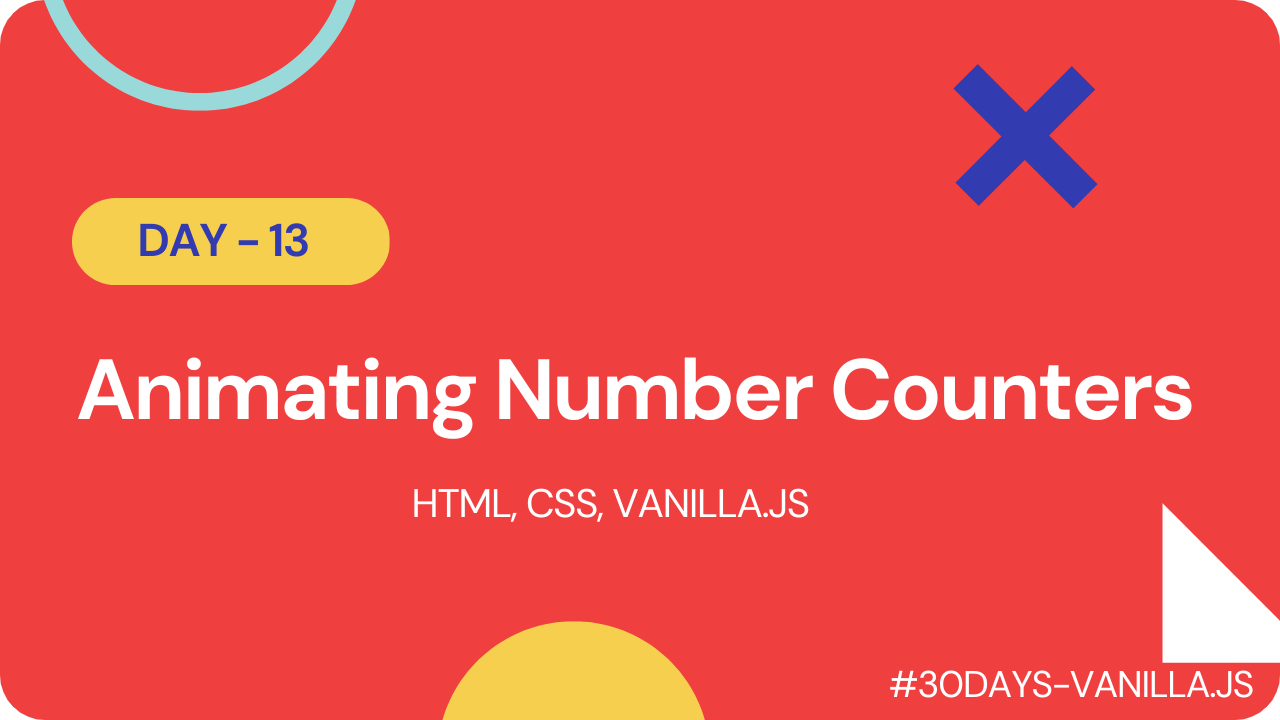 DAY - 13
Animating Number Counters
HTML, CSS, VANILLA.JS
#30DAYS-VANILLA.JS